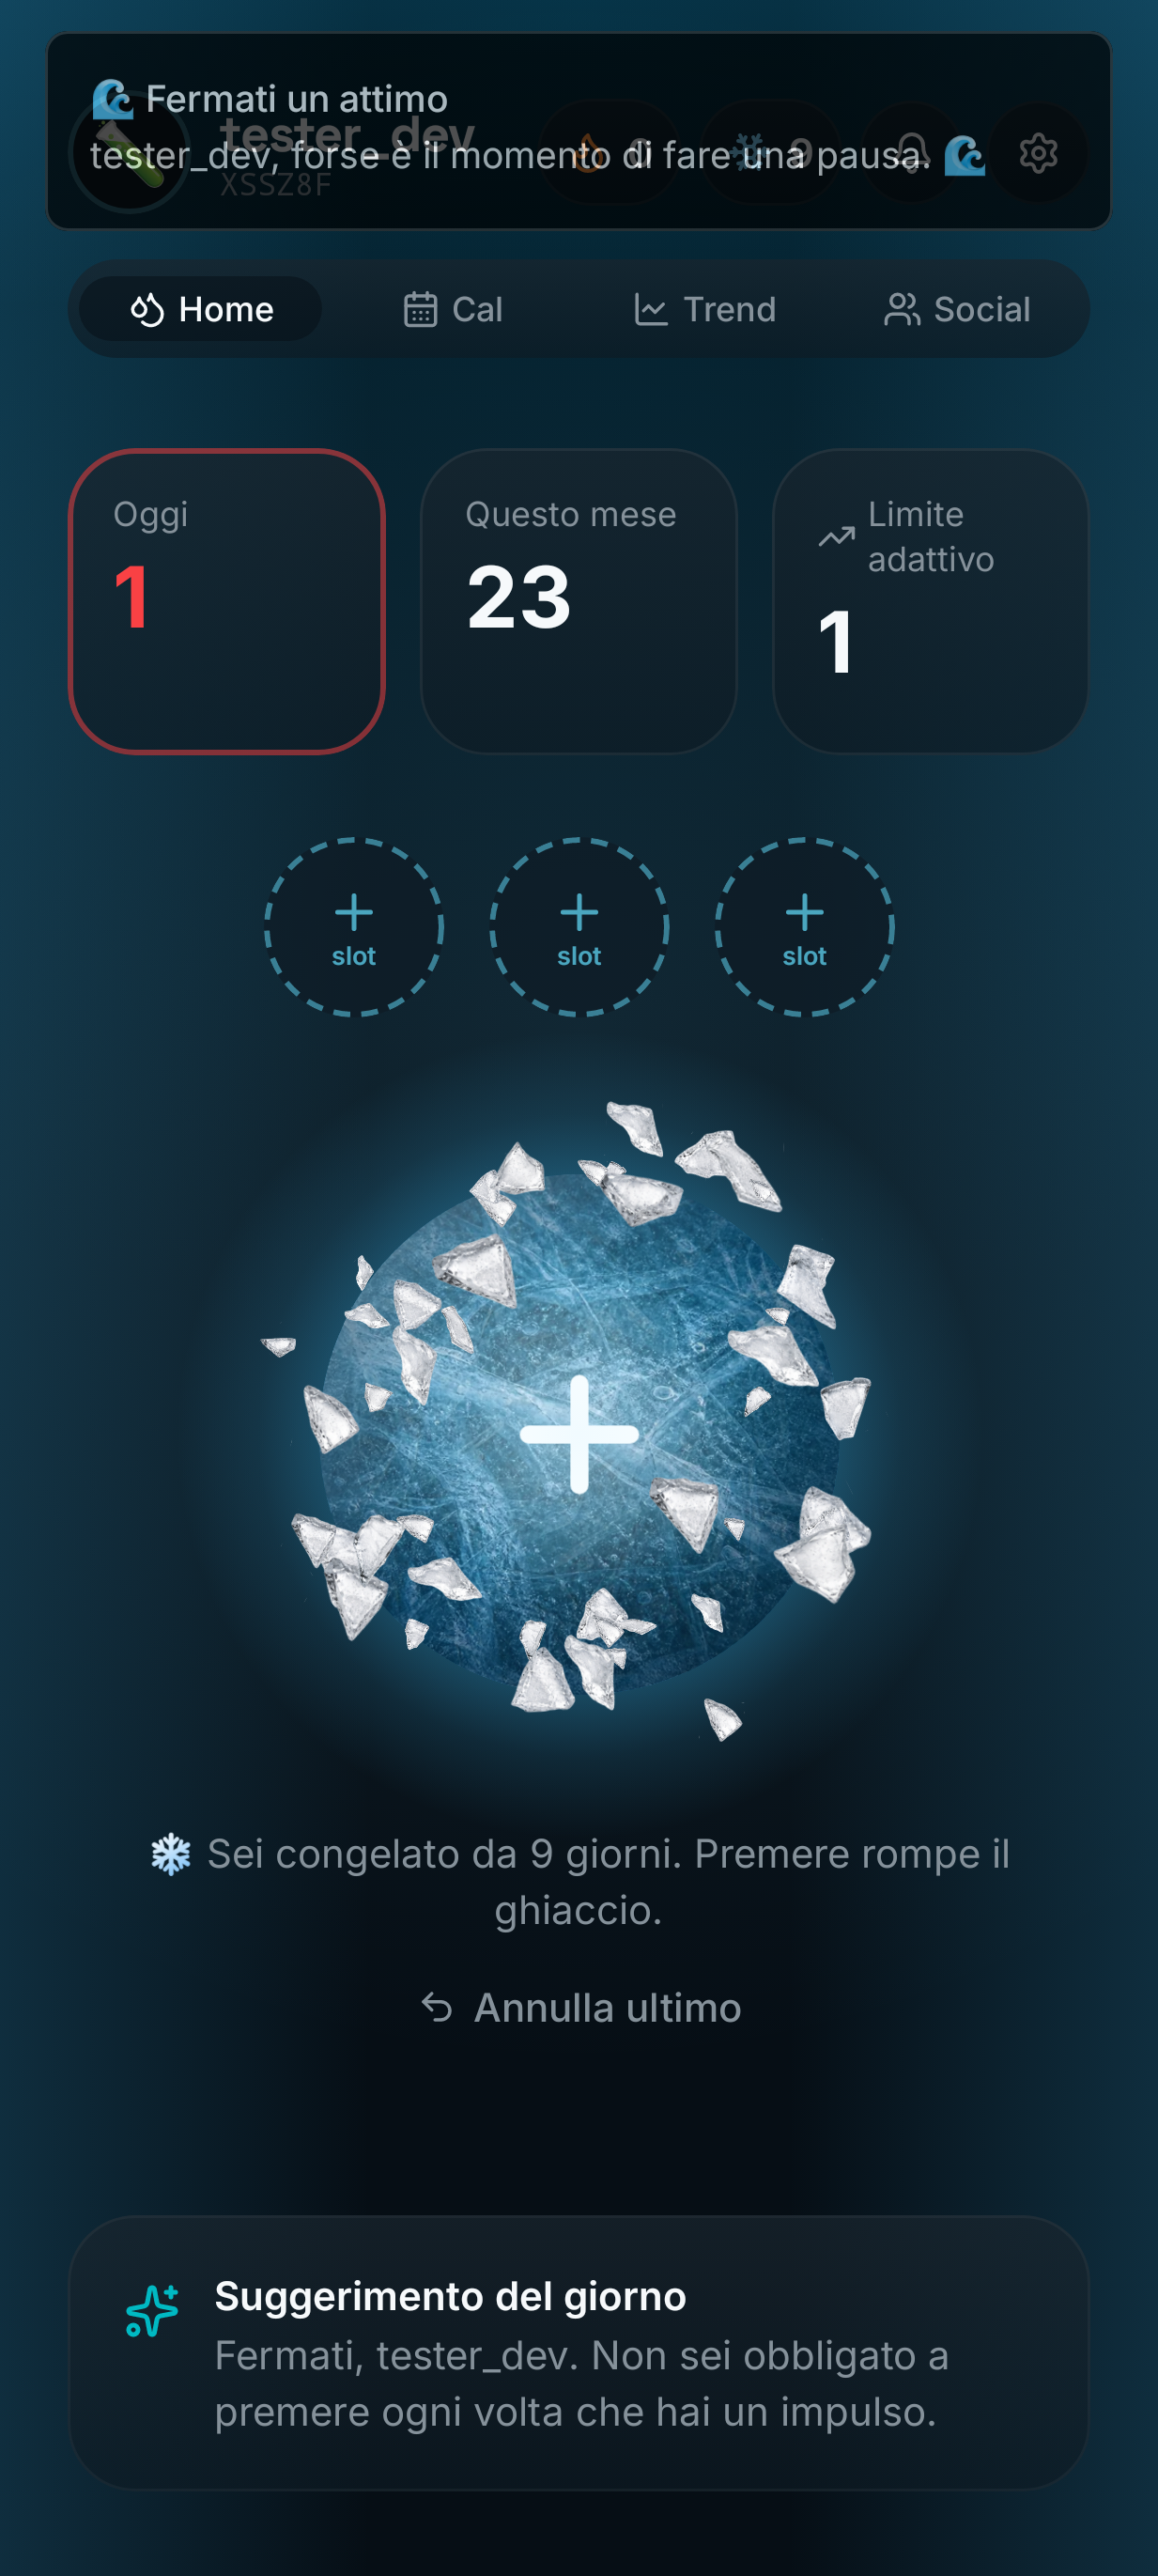 🌊 Fermati un attimo
tester_dev
tester_dev, forse è il momento di fare una pausa. 🌊
XSSZ8F
Home
Cal
Trend
Social
Oggi
1
Questo mese
23
Limite
adattivo
1
slot
slot
slot
❄️ Sei congelato da 9 giorni. Premere rompe il
ghiaccio.
Annulla ultimo
Suggerimento del giorno
Fermati, tester_dev. Non sei obbligato a
premere ogni volta che hai un impulso.